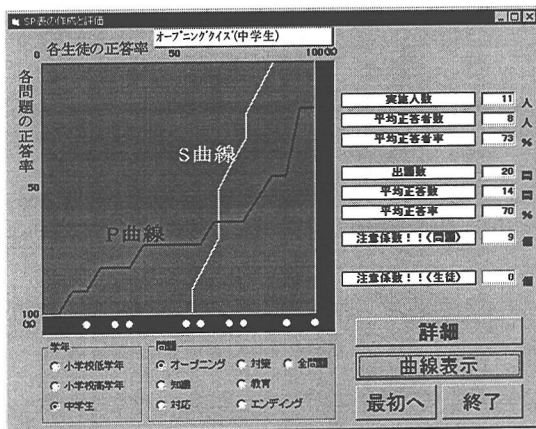 SP表の作成と評価
オープニングクイズ(中学生)
0 各生徒の正答率 50 100(%)
各問題の正答率
S曲線
50
P曲線
100
(%)
実施人数 11 人
平均正答者数 8 人
平均正答者率 73 %
出題数 20 問
平均正答数 14 問
平均正答率 70 %
注意係数!!(問題) 9 個
注意係数!!(生徒) 0 個
詳細
曲線表示
最初へ 終了
学年
小学校低学年
小学校高学年
中学生
問題
オープニング 対策 全問題
知識 教育
対応 エンディング